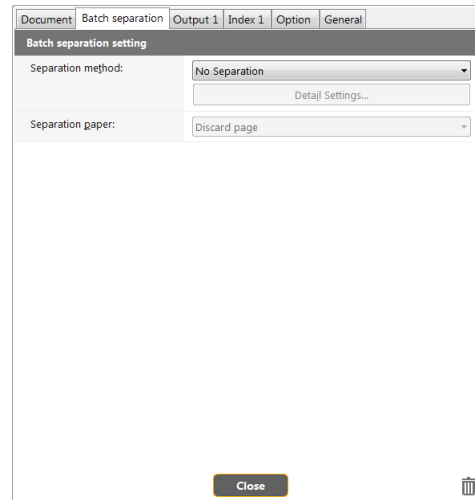 Document Batch separation Output 1 Index 1 Option General
Batch separation setting
Separation method: No Separation
Detail Settings...
Separation paper: Discard page
Close